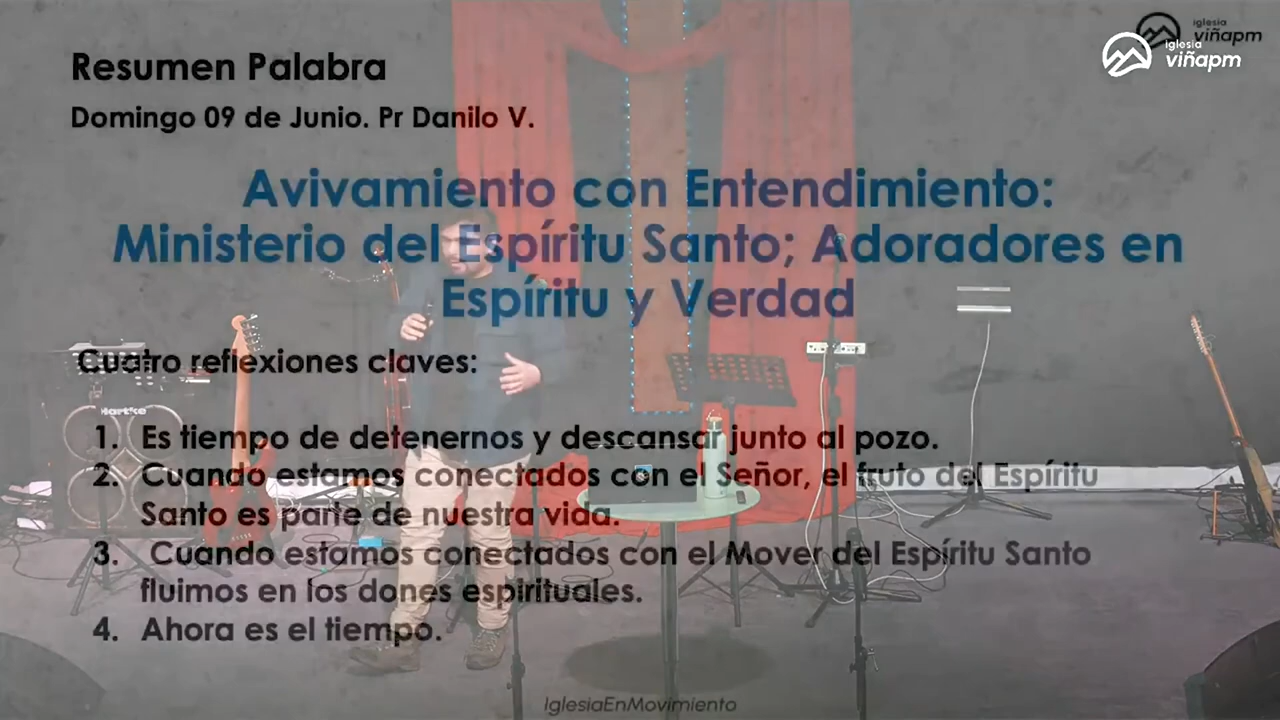 iglesia
viñapm
iglesia
viñapm
Resumen Palabra
Domingo 09 de Junio. Pr Danilo V.
Avivamiento con Entendimiento:
Ministerio del Espíritu Santo; Adoradores en
Espíritu y Verdad
Cuatro reflexiones claves:
Hartke
1. Es tiempo de detenernos y descansar junto al pozo.
2. Cuando estamos conectados con el Señor, el fruto del Espíritu
Santo es parte de nuestra vida.
3. Cuando estamos conectados con el Mover del Espíritu Santo
fluimos en los dones espirituales.
4. Ahora es el tiempo.
IglesiaEnMovimiento